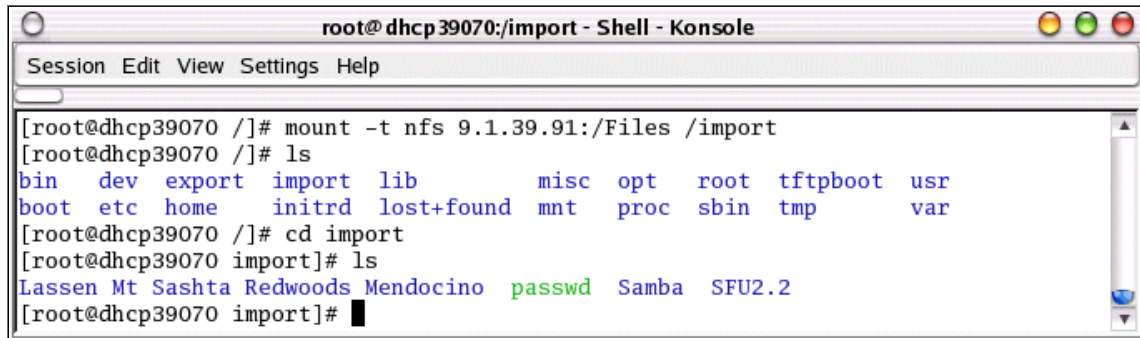 root@dhcp39070:/import - Shell - Konsole
Session Edit View Settings Help
[root@dhcp39070 /]# mount -t nfs 9.1.39.91:/Files /import
[root@dhcp39070 /]# ls
bin dev export import lib misc opt root tftpboot usr
boot etc home initrd lost+found mnt proc sbin tmp var
[root@dhcp39070 /]# cd import
[root@dhcp39070 import]# ls
Lassen Mt Sashta Redwoods Mendocino passwd Samba SFU2.2
[root@dhcp39070 import]#